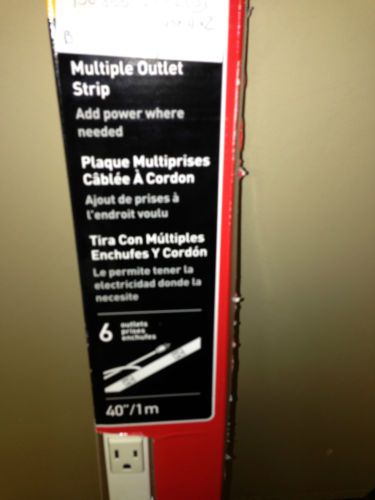 B
Multiple Outlet
Strip
Add power where
needed
Plaque Multiprises
Câblée À Cordon
Ajout de prises à
l'endroit voulu
Tira Con Múltiples
Enchufes Y Cordón
Le permite tener la
electricidad donde la
necesite
6 outlets
prises
enchufes
40"/1m